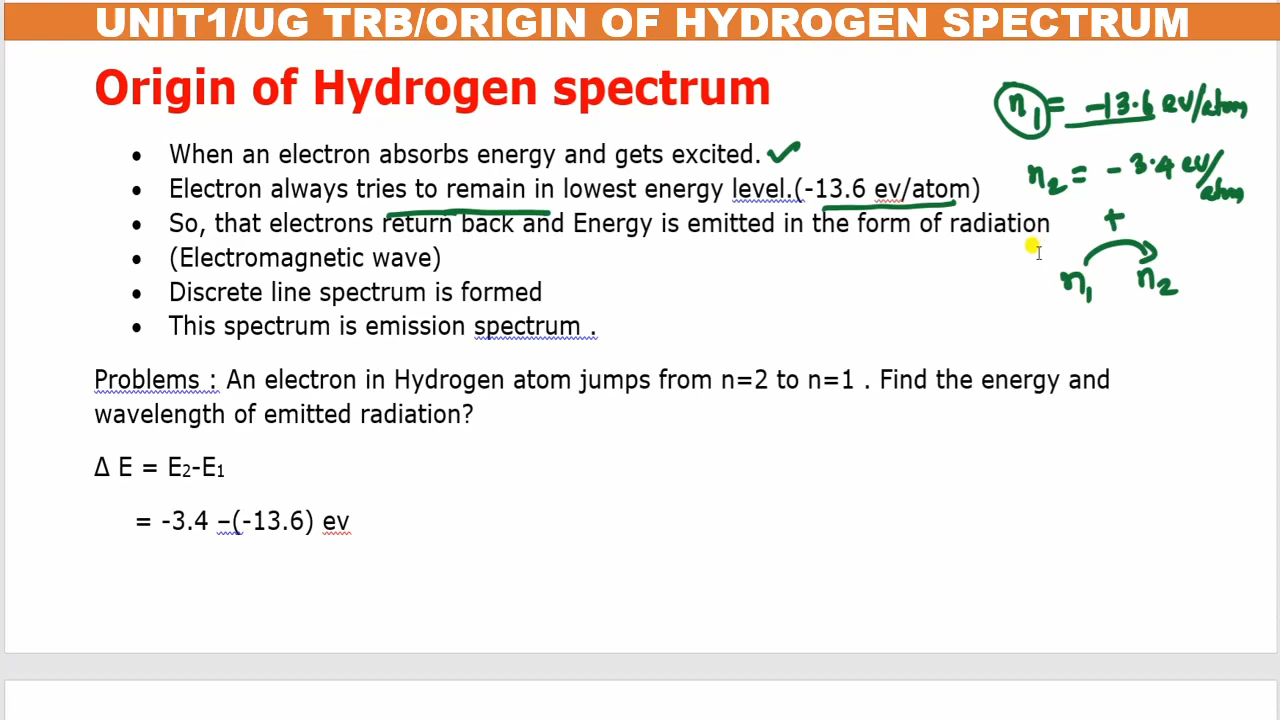 UNIT1/UG TRB/ORIGIN OF HYDROGEN SPECTRUM
Origin of Hydrogen spectrum
n1 = -13.6 ev/atom
• When an electron absorbs energy and gets excited. ✓
n2 = -3.4 ev/
atom
• Electron always tries to remain in lowest energy level.(-13.6 ev/atom)
• So, that electrons return back and Energy is emitted in the form of radiation
+
• (Electromagnetic wave)
n1 n2
• Discrete line spectrum is formed
• This spectrum is emission spectrum .
Problems : An electron in Hydrogen atom jumps from n=2 to n=1 . Find the energy and
wavelength of emitted radiation?
Δ E = E2-E1
= -3.4 –(-13.6) ev